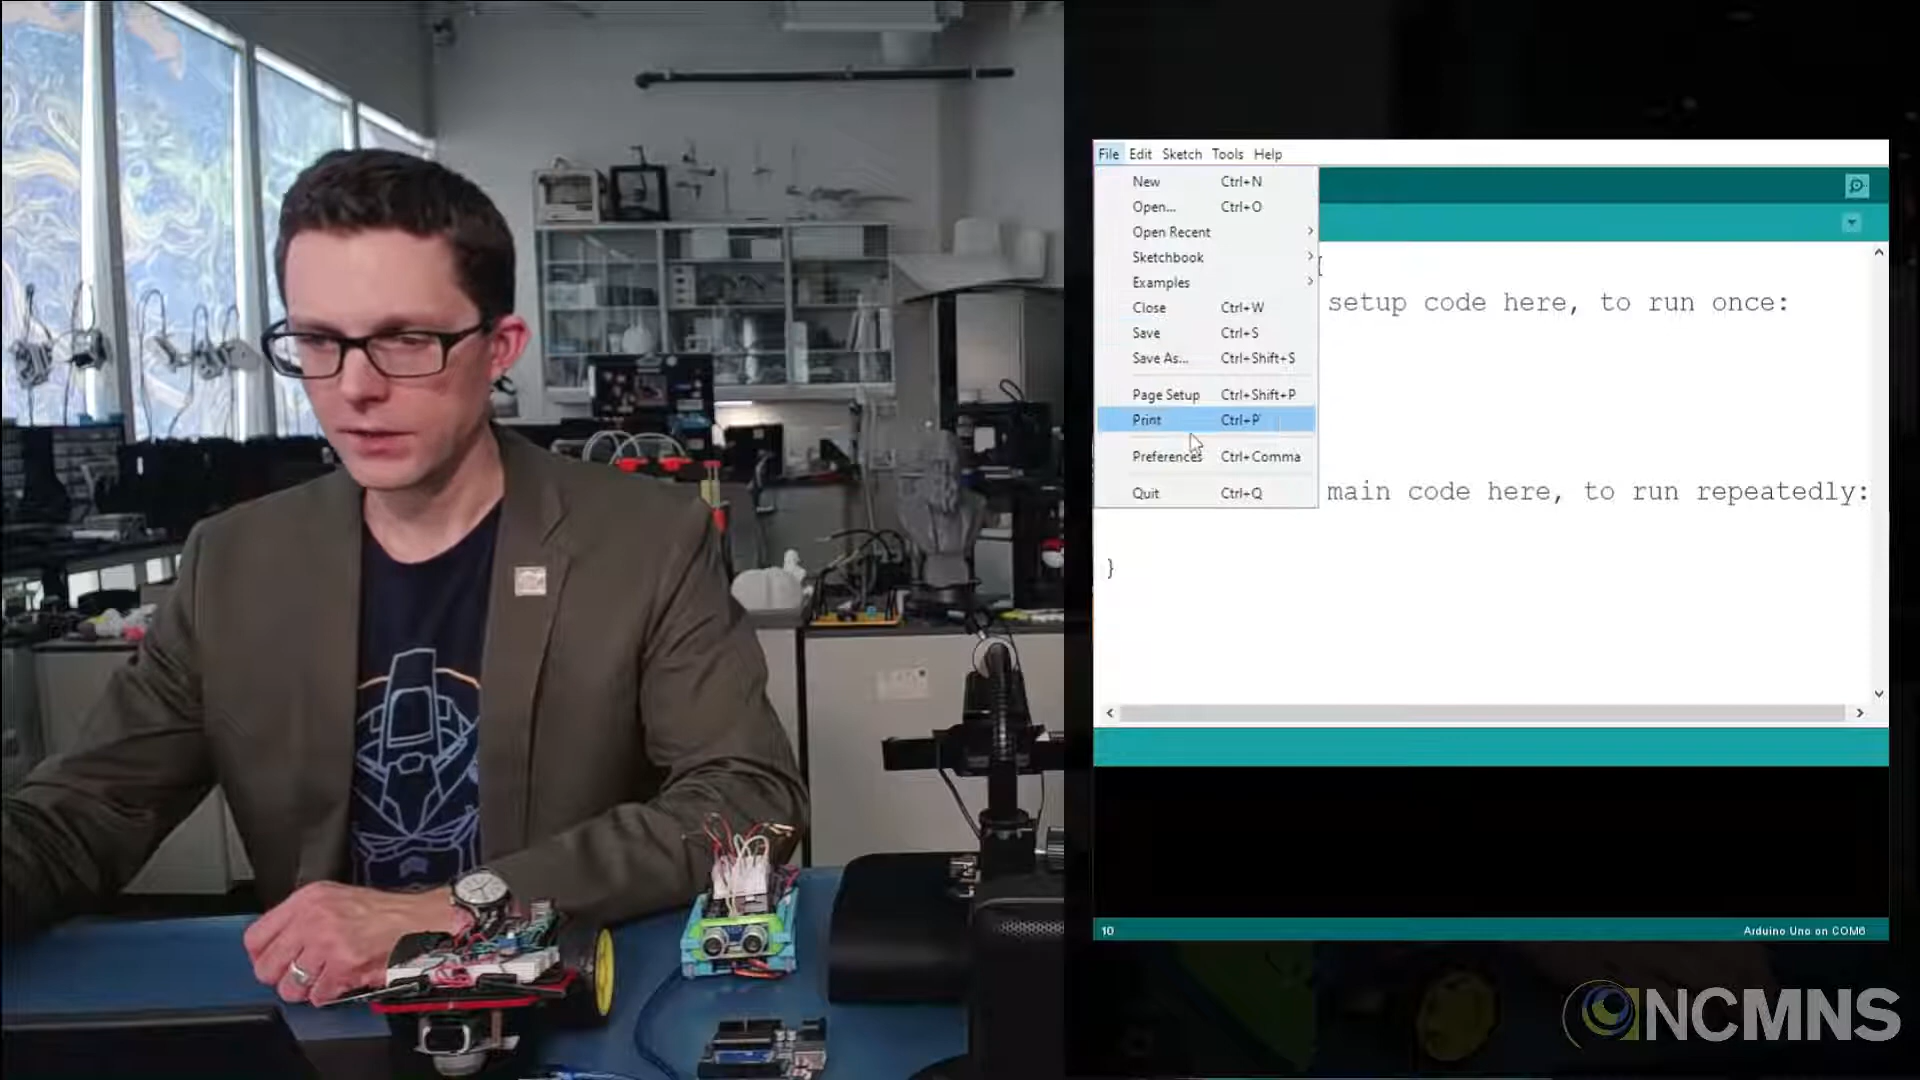 File Edit Sketch Tools Help
New Ctrl+N
Open... Ctrl+O
Open Recent
Sketchbook
Examples
Close Ctrl+W
Save Ctrl+S
Save As... Ctrl+Shift+S
Page Setup Ctrl+Shift+P
Print Ctrl+P
Preferences Ctrl+Comma
Quit Ctrl+Q
{
setup code here, to run once:
main code here, to run repeatedly:
}
10 Arduino Uno on COM6
NCMNS